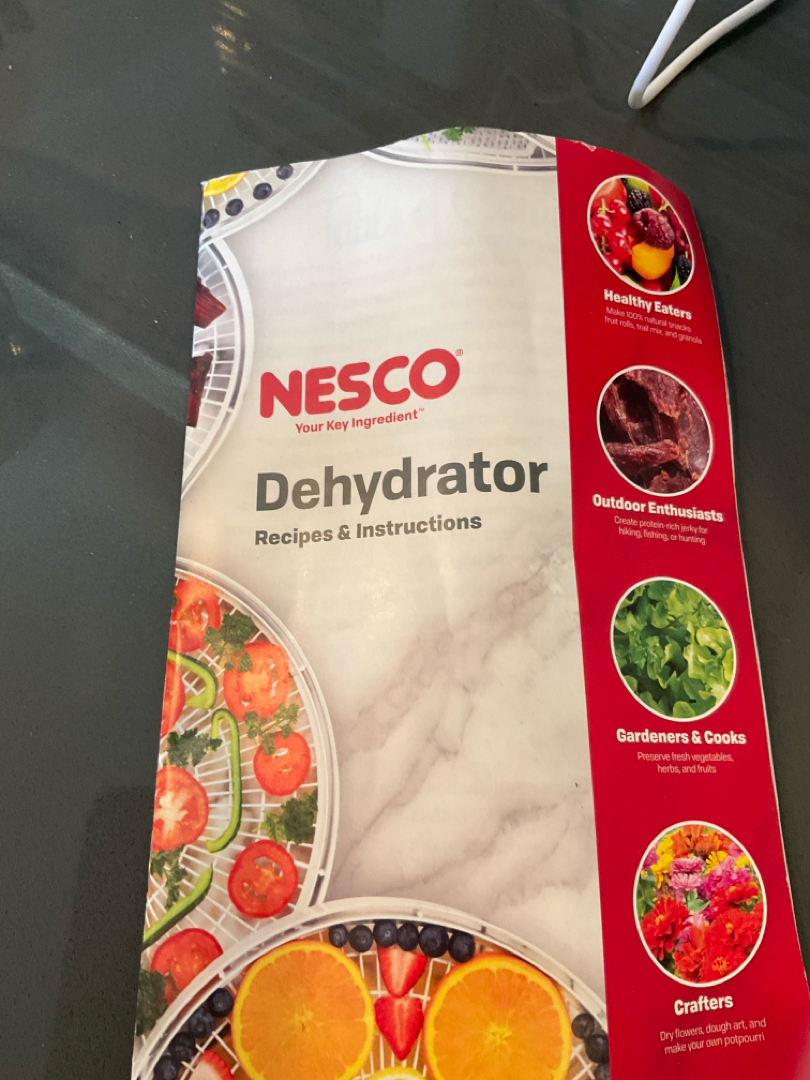 NESCO®
Your Key Ingredient™
Dehydrator
Recipes & Instructions
Healthy Eaters
Make 100% natural snacks:
fruit rolls, trail mix, and granola
Outdoor Enthusiasts
Create protein-rich jerky for
hiking, fishing, or hunting
Gardeners & Cooks
Preserve fresh vegetables,
herbs, and fruits
Crafters
Dry flowers, dough art, and
make your own potpourri